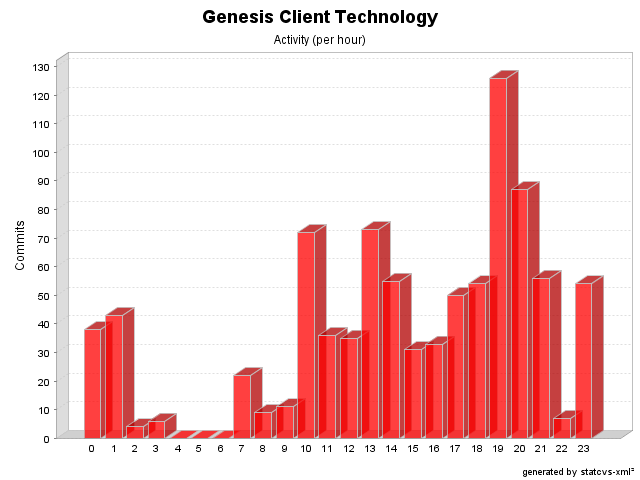 Genesis Client Technology
Activity (per hour)
130
120
110
100
90
80
70
60
50
40
30
20
10
0
Commits
0 1 2 3 4 5 6 7 8 9 10 11 12 13 14 15 16 17 18 19 20 21 22 23
generated by statcvs-xml²